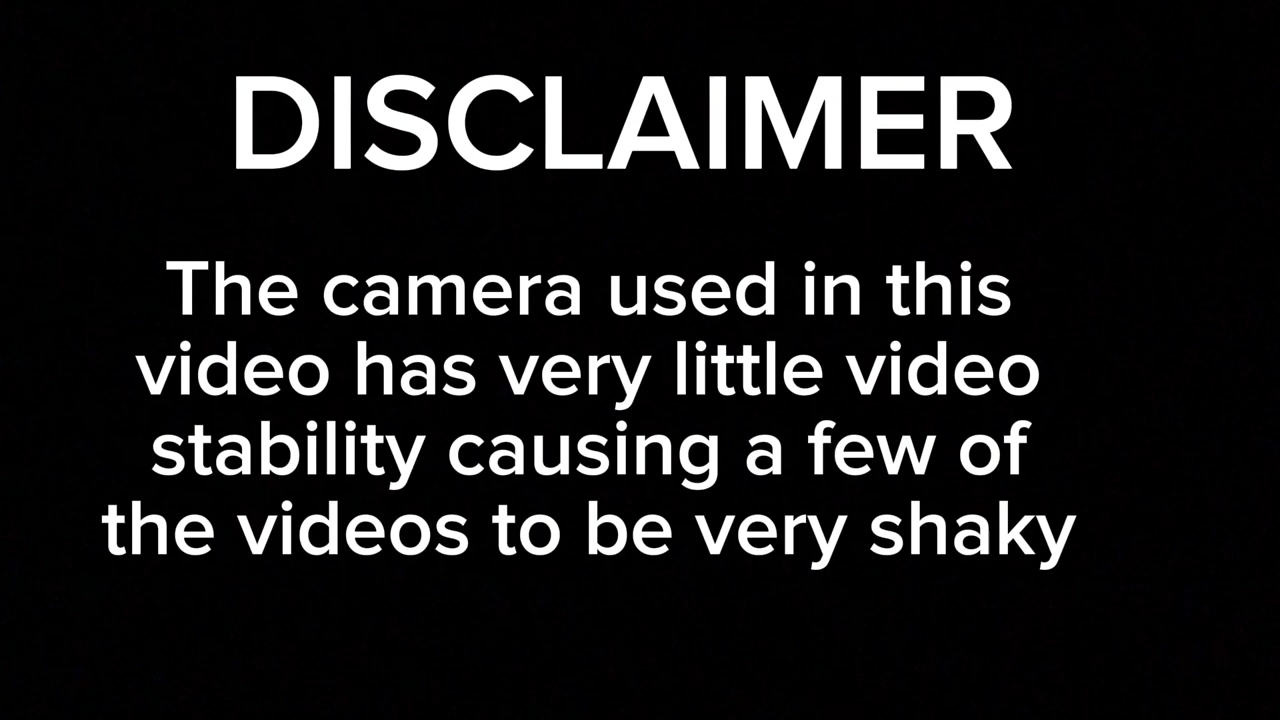 DISCLAIMER
The camera used in this
video has very little video
stability causing a few of
the videos to be very shaky